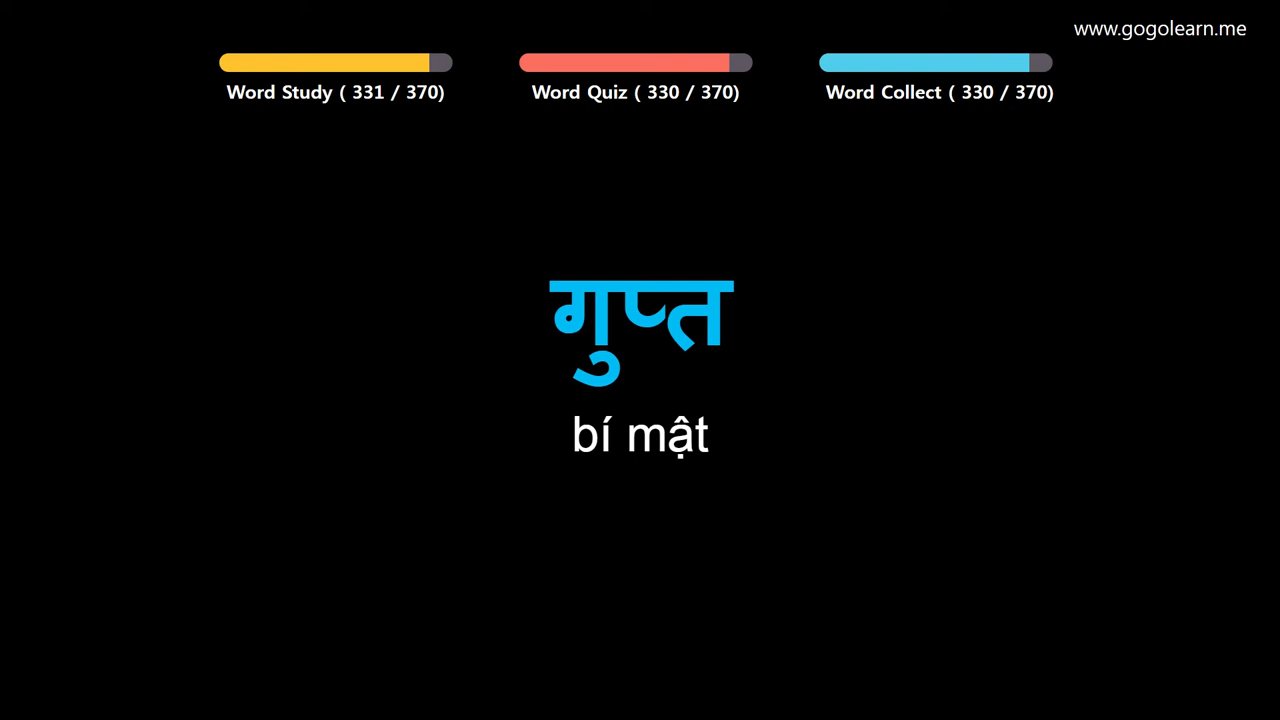 www.gogolearn.me
Word Study ( 331 / 370)
Word Quiz ( 330 / 370)
Word Collect ( 330 / 370)
गुप्त
bí mật